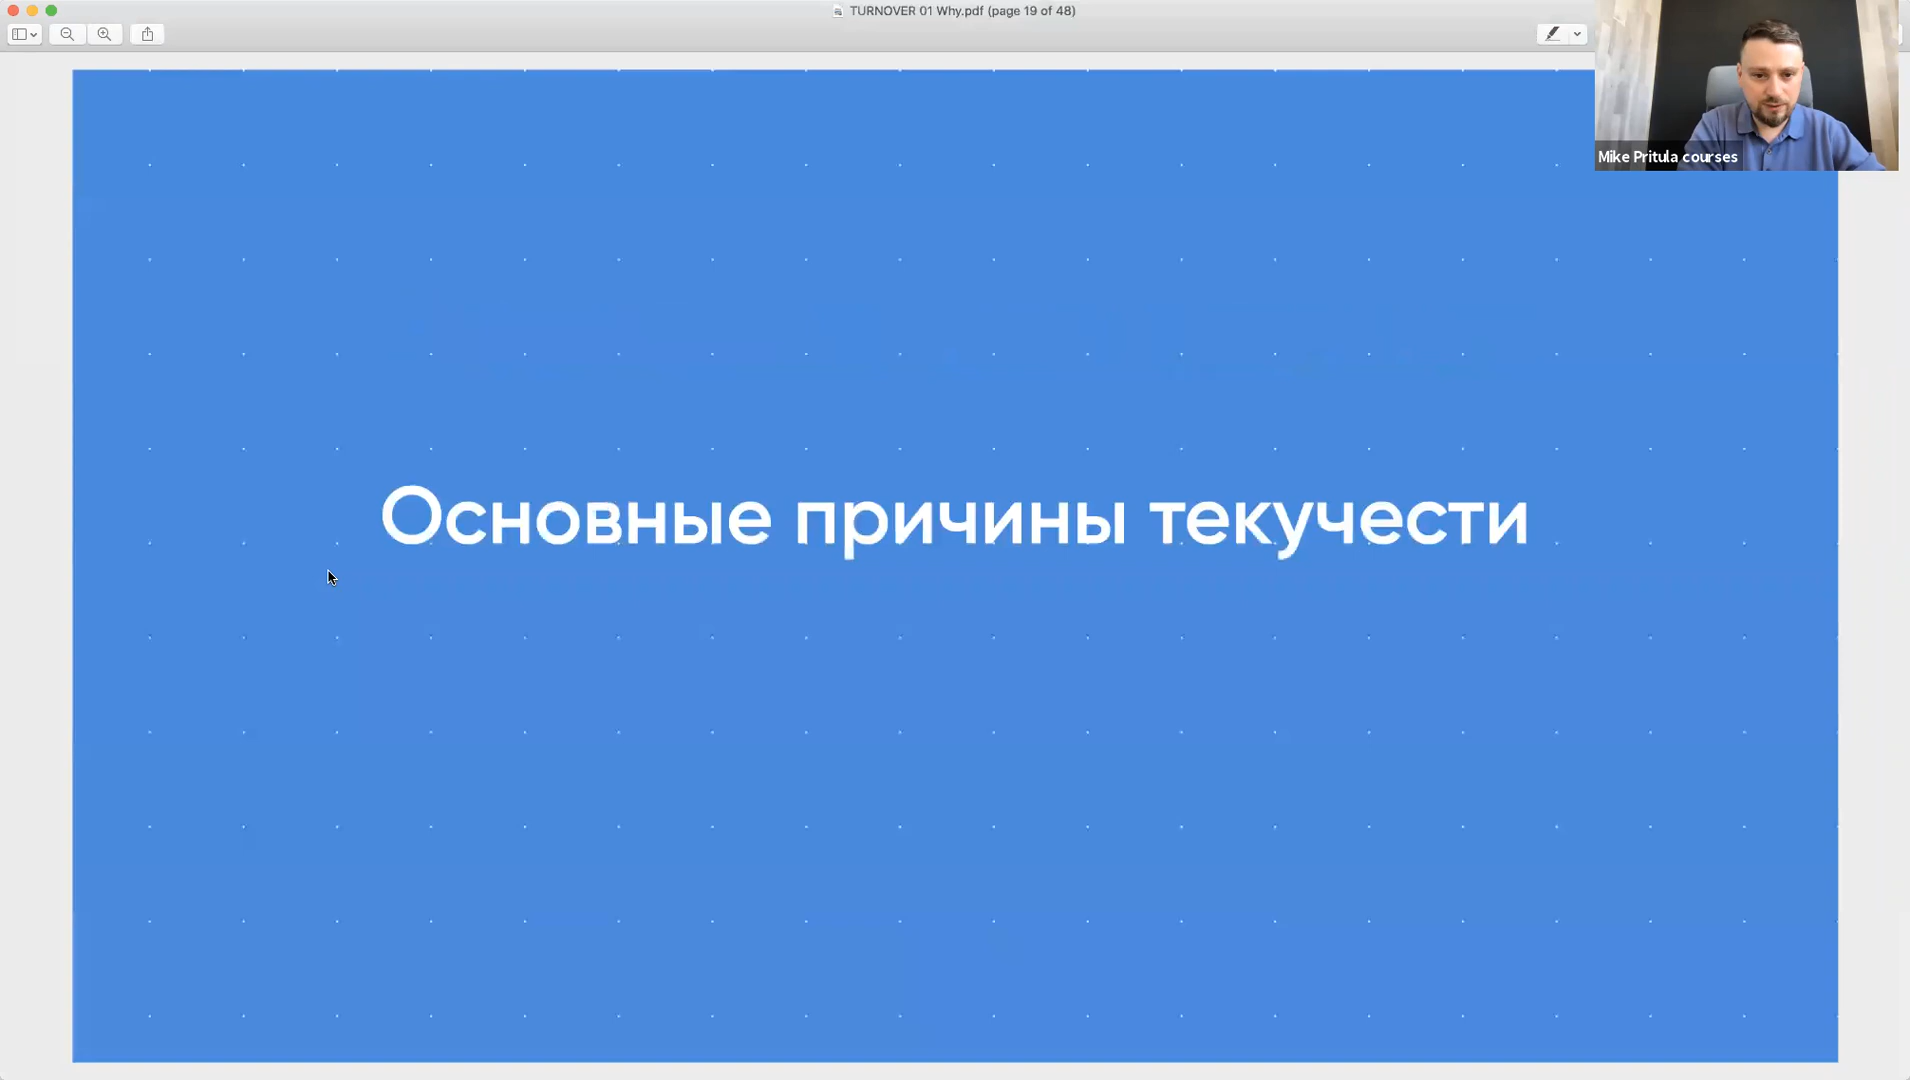 TURNOVER 01 Why.pdf (page 19 of 48)
Mike Pritula courses
Основные причины текучести